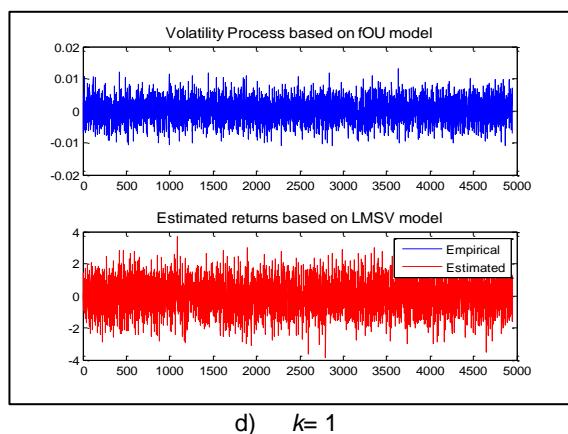 Volatility Process based on fOU model
0.02
0.01
0
-0.01
-0.02
0 500 1000 1500 2000 2500 3000 3500 4000 4500 5000
Estimated returns based on LMSV model
4
2
0
-2
-4
Empirical
Estimated
0 500 1000 1500 2000 2500 3000 3500 4000 4500 5000
d) k= 1